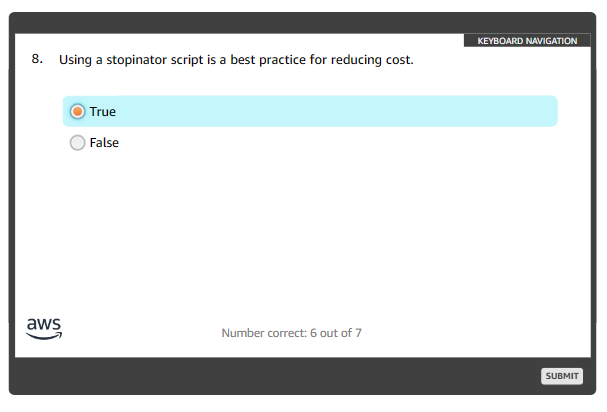 KEYBOARD NAVIGATION
8. Using a stopinator script is a best practice for reducing cost.
True
False
aws
Number correct: 6 out of 7
SUBMIT